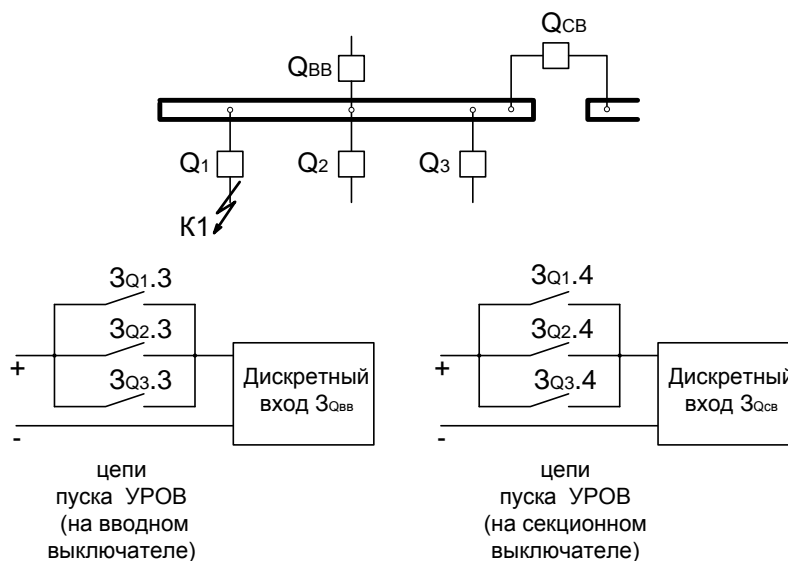 QСВ
QВВ
Q1
Q2
Q3
К1
ЗQ1.3
ЗQ2.3
ЗQ3.3
+
-
Дискретный
вход ЗQвв
цепи
пуска УРОВ
(на вводном
выключателе)
ЗQ1.4
ЗQ2.4
ЗQ3.4
+
-
Дискретный
вход ЗQсв
цепи
пуска УРОВ
(на секционном
выключателе)